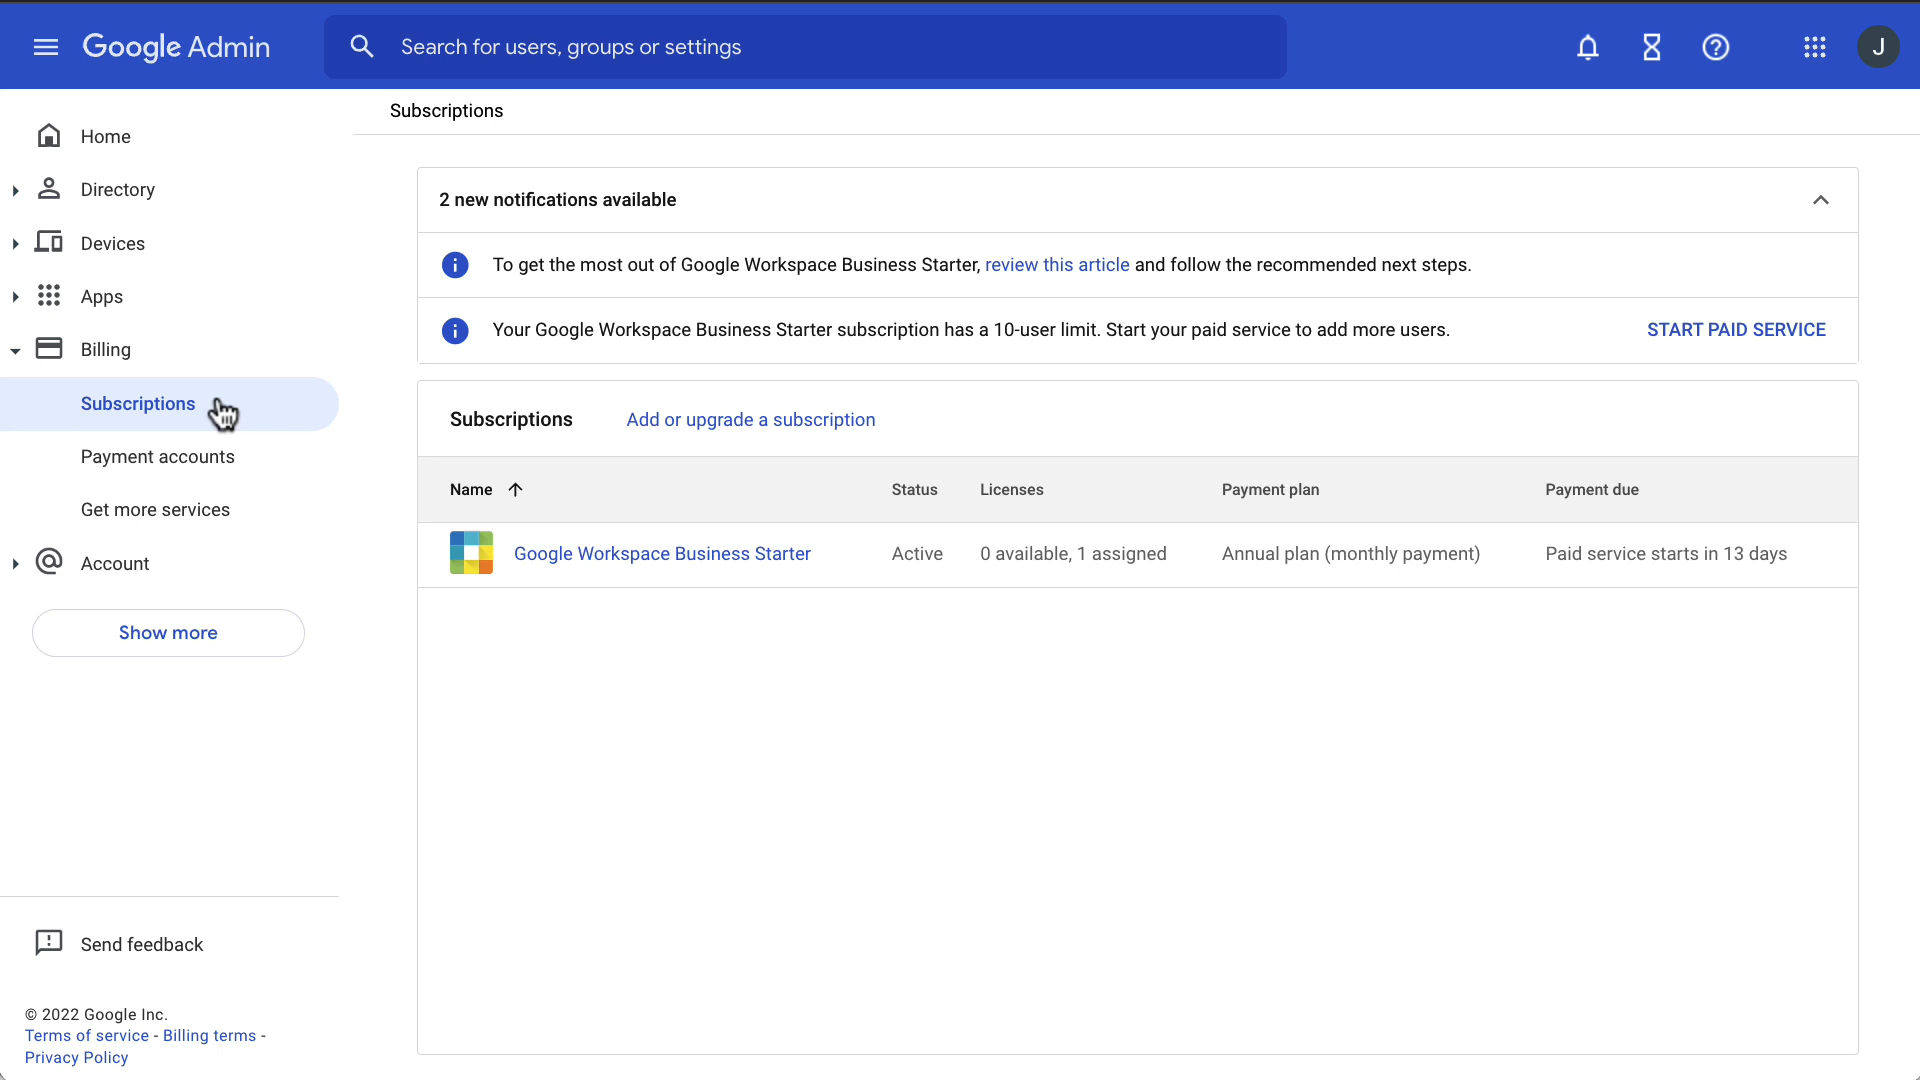 Google Admin
Search for users, groups or settings
J
Home
Directory
Devices
Apps
Billing
Subscriptions
Payment accounts
Get more services
Account
Show more
Send feedback
© 2022 Google Inc.
Terms of service - Billing terms -
Privacy Policy
Subscriptions
2 new notifications available
To get the most out of Google Workspace Business Starter, review this article and follow the recommended next steps.
Your Google Workspace Business Starter subscription has a 10-user limit. Start your paid service to add more users. START PAID SERVICE
Subscriptions Add or upgrade a subscription
Name Status Licenses Payment plan Payment due
Google Workspace Business Starter Active 0 available, 1 assigned Annual plan (monthly payment) Paid service starts in 13 days